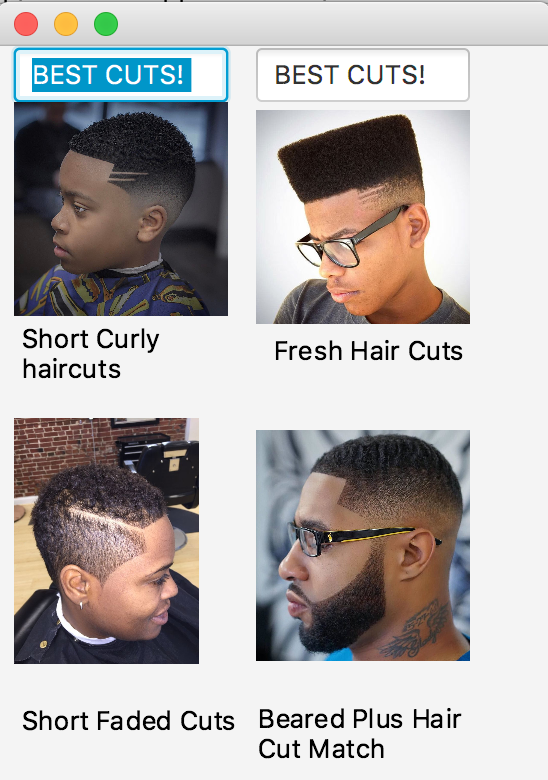 BEST CUTS!
BEST CUTS!
Short Curly
haircuts
Fresh Hair Cuts
Short Faded Cuts
Beared Plus Hair
Cut Match